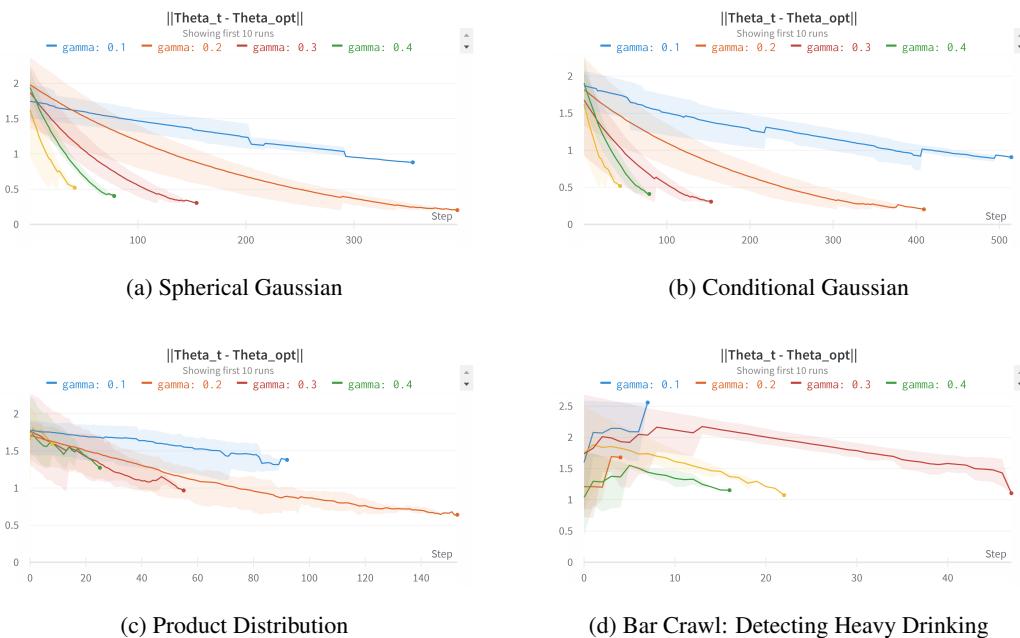 ||Theta_t - Theta_opt||
Showing first 10 runs
gamma: 0.1 gamma: 0.2 gamma: 0.3 gamma: 0.4
2
1.5
1
0.5
0
Step
100 200 300
(a) Spherical Gaussian
||Theta_t - Theta_opt||
Showing first 10 runs
gamma: 0.1 gamma: 0.2 gamma: 0.3 gamma: 0.4
2
1.5
1
0.5
0
Step
100 200 300 400 500
(b) Conditional Gaussian
||Theta_t - Theta_opt||
Showing first 10 runs
gamma: 0.1 gamma: 0.2 gamma: 0.3 gamma: 0.4
2
1.5
1
0.5
0
Step
0 20 40 60 80 100 120 140
(c) Product Distribution
||Theta_t - Theta_opt||
Showing first 10 runs
gamma: 0.1 gamma: 0.2 gamma: 0.3 gamma: 0.4
2.5
2
1.5
1
0.5
0
Step
0 10 20 30 40
(d) Bar Crawl: Detecting Heavy Drinking